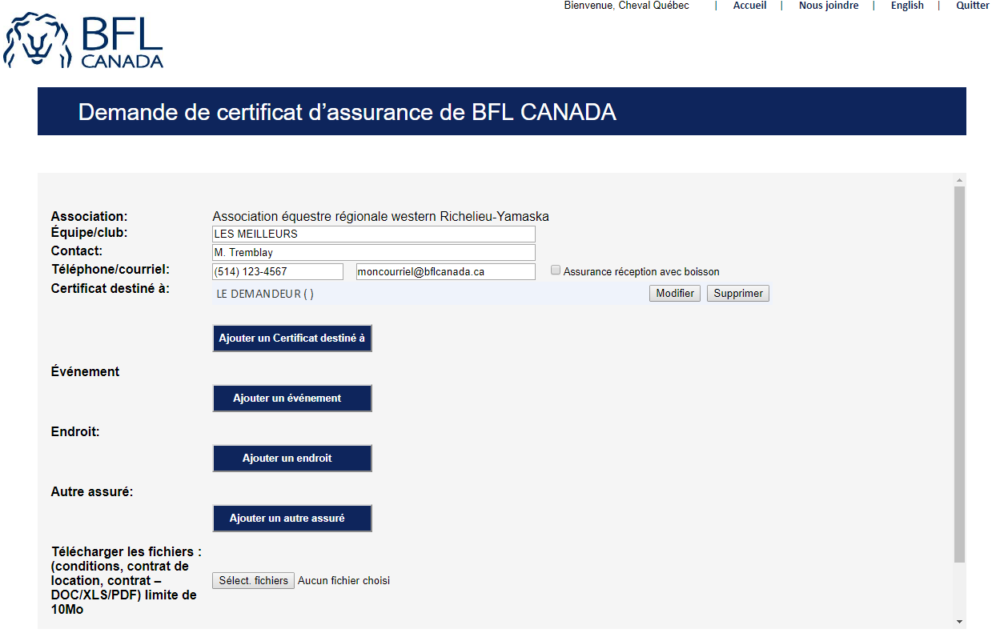 Bienvenue, Cheval Québec | Accueil | Nous joindre | English | Quitter
BFL
CANADA
Demande de certificat d’assurance de BFL CANADA
Association: Association équestre régionale western Richelieu-Yamaska
Équipe/club: LES MEILLEURS
Contact: M. Tremblay
Téléphone/courriel: (514) 123-4567 moncourriel@bflcanada.ca Assurance réception avec boisson
Certificat destiné à: LE DEMANDEUR ( ) Modifier Supprimer
Ajouter un Certificat destiné à
Événement
Ajouter un événement
Endroit:
Ajouter un endroit
Autre assuré:
Ajouter un autre assuré
Télécharger les fichiers :
(conditions, contrat de
location, contrat –
DOC/XLS/PDF) limite de
10Mo
Sélect. fichiers Aucun fichier choisi